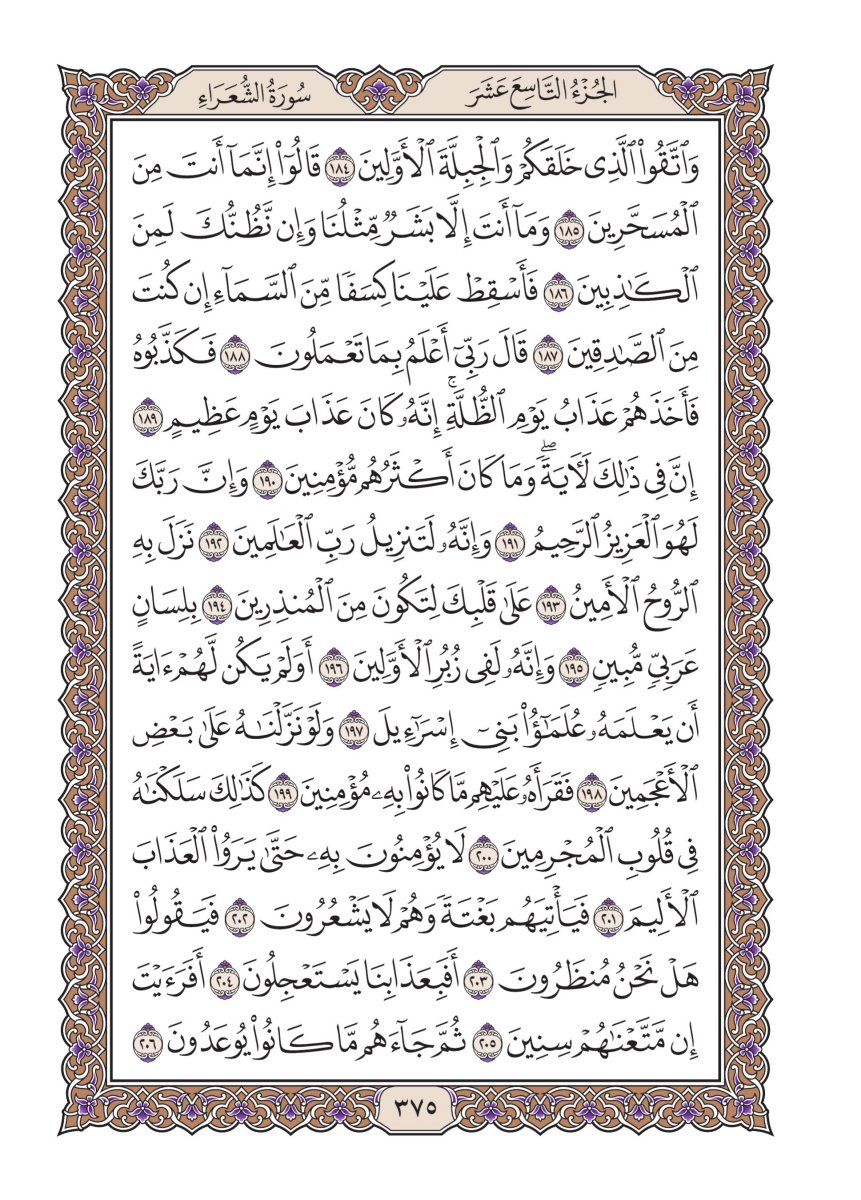 الجُزْءُ التَّاسِعَ عَشَرَ
سُورَةُ الشُّعَرَاءِ
وَٱتَّقُوا۟ ٱلَّذِى خَلَقَكُمْ وَٱلْجِبِلَّةَ ٱلْأَوَّلِينَ ١٨٤ قَالُوٓا۟ إِنَّمَآ أَنتَ مِنَ
ٱلْمُسَحَّرِينَ ١٨٥ وَمَآ أَنتَ إِلَّا بَشَرٌ مِّثْلُنَا وَإِن نَّظُنُّكَ لَمِنَ
ٱلْكَـٰذِبِينَ ١٨٦ فَأَسْقِطْ عَلَيْنَا كِسَفًا مِّنَ ٱلسَّمَآءِ إِن كُنتَ
مِنَ ٱلصَّـٰدِقِينَ ١٨٧ قَالَ رَبِّىٓ أَعْلَمُ بِمَا تَعْمَلُونَ ١٨٨ فَكَذَّبُوهُ
فَأَخَذَهُمْ عَذَابُ يَوْمِ ٱلظُّلَّةِ ۚ إِنَّهُۥ كَانَ عَذَابَ يَوْمٍ عَظِيمٍ ١٨٩
إِنَّ فِى ذَٰلِكَ لَـَٔايَةً ۖ وَمَا كَانَ أَكْثَرُهُم مُّؤْمِنِينَ ١٩٠ وَإِنَّ رَبَّكَ
لَهُوَ ٱلْعَزِيزُ ٱلرَّحِيمُ ١٩١ وَإِنَّهُۥ لَتَنزِيلُ رَبِّ ٱلْعَـٰلَمِينَ ١٩٢ نَزَلَ بِهِ
ٱلرُّوحُ ٱلْأَمِينُ ١٩٣ عَلَىٰ قَلْبِكَ لِتَكُونَ مِنَ ٱلْمُنذِرِينَ ١٩٤ بِلِسَانٍ
عَرَبِىٍّ مُّبِينٍ ١٩٥ وَإِنَّهُۥ لَفِى زُبُرِ ٱلْأَوَّلِينَ ١٩٦ أَوَلَمْ يَكُن لَّهُمْ ءَايَةً
أَن يَعْلَمَهُۥ عُلَمَـٰٓؤُا۟ بَنِىٓ إِسْرَٰٓءِيلَ ١٩٧ وَلَوْ نَزَّلْنَـٰهُ عَلَىٰ بَعْضِ
ٱلْأَعْجَمِينَ ١٩٨ فَقَرَأَهُۥ عَلَيْهِم مَّا كَانُوا۟ بِهِۦ مُؤْمِنِينَ ١٩٩ كَذَٰلِكَ سَلَكْنَـٰهُ
فِى قُلُوبِ ٱلْمُجْرِمِينَ ٢٠٠ لَا يُؤْمِنُونَ بِهِۦ حَتَّىٰ يَرَوُا۟ ٱلْعَذَابَ
ٱلْأَلِيمَ ٢٠١ فَيَأْتِيَهُم بَغْتَةً وَهُمْ لَا يَشْعُرُونَ ٢٠٢ فَيَقُولُوا۟
هَلْ نَحْنُ مُنظَرُونَ ٢٠٣ أَفَبِعَذَابِنَا يَسْتَعْجِلُونَ ٢٠٤ أَفَرَءَيْتَ
إِن مَّتَّعْنَـٰهُمْ سِنِينَ ٢٠٥ ثُمَّ جَآءَهُم مَّا كَانُوا۟ يُوعَدُونَ ٢٠٦
٣٧٥